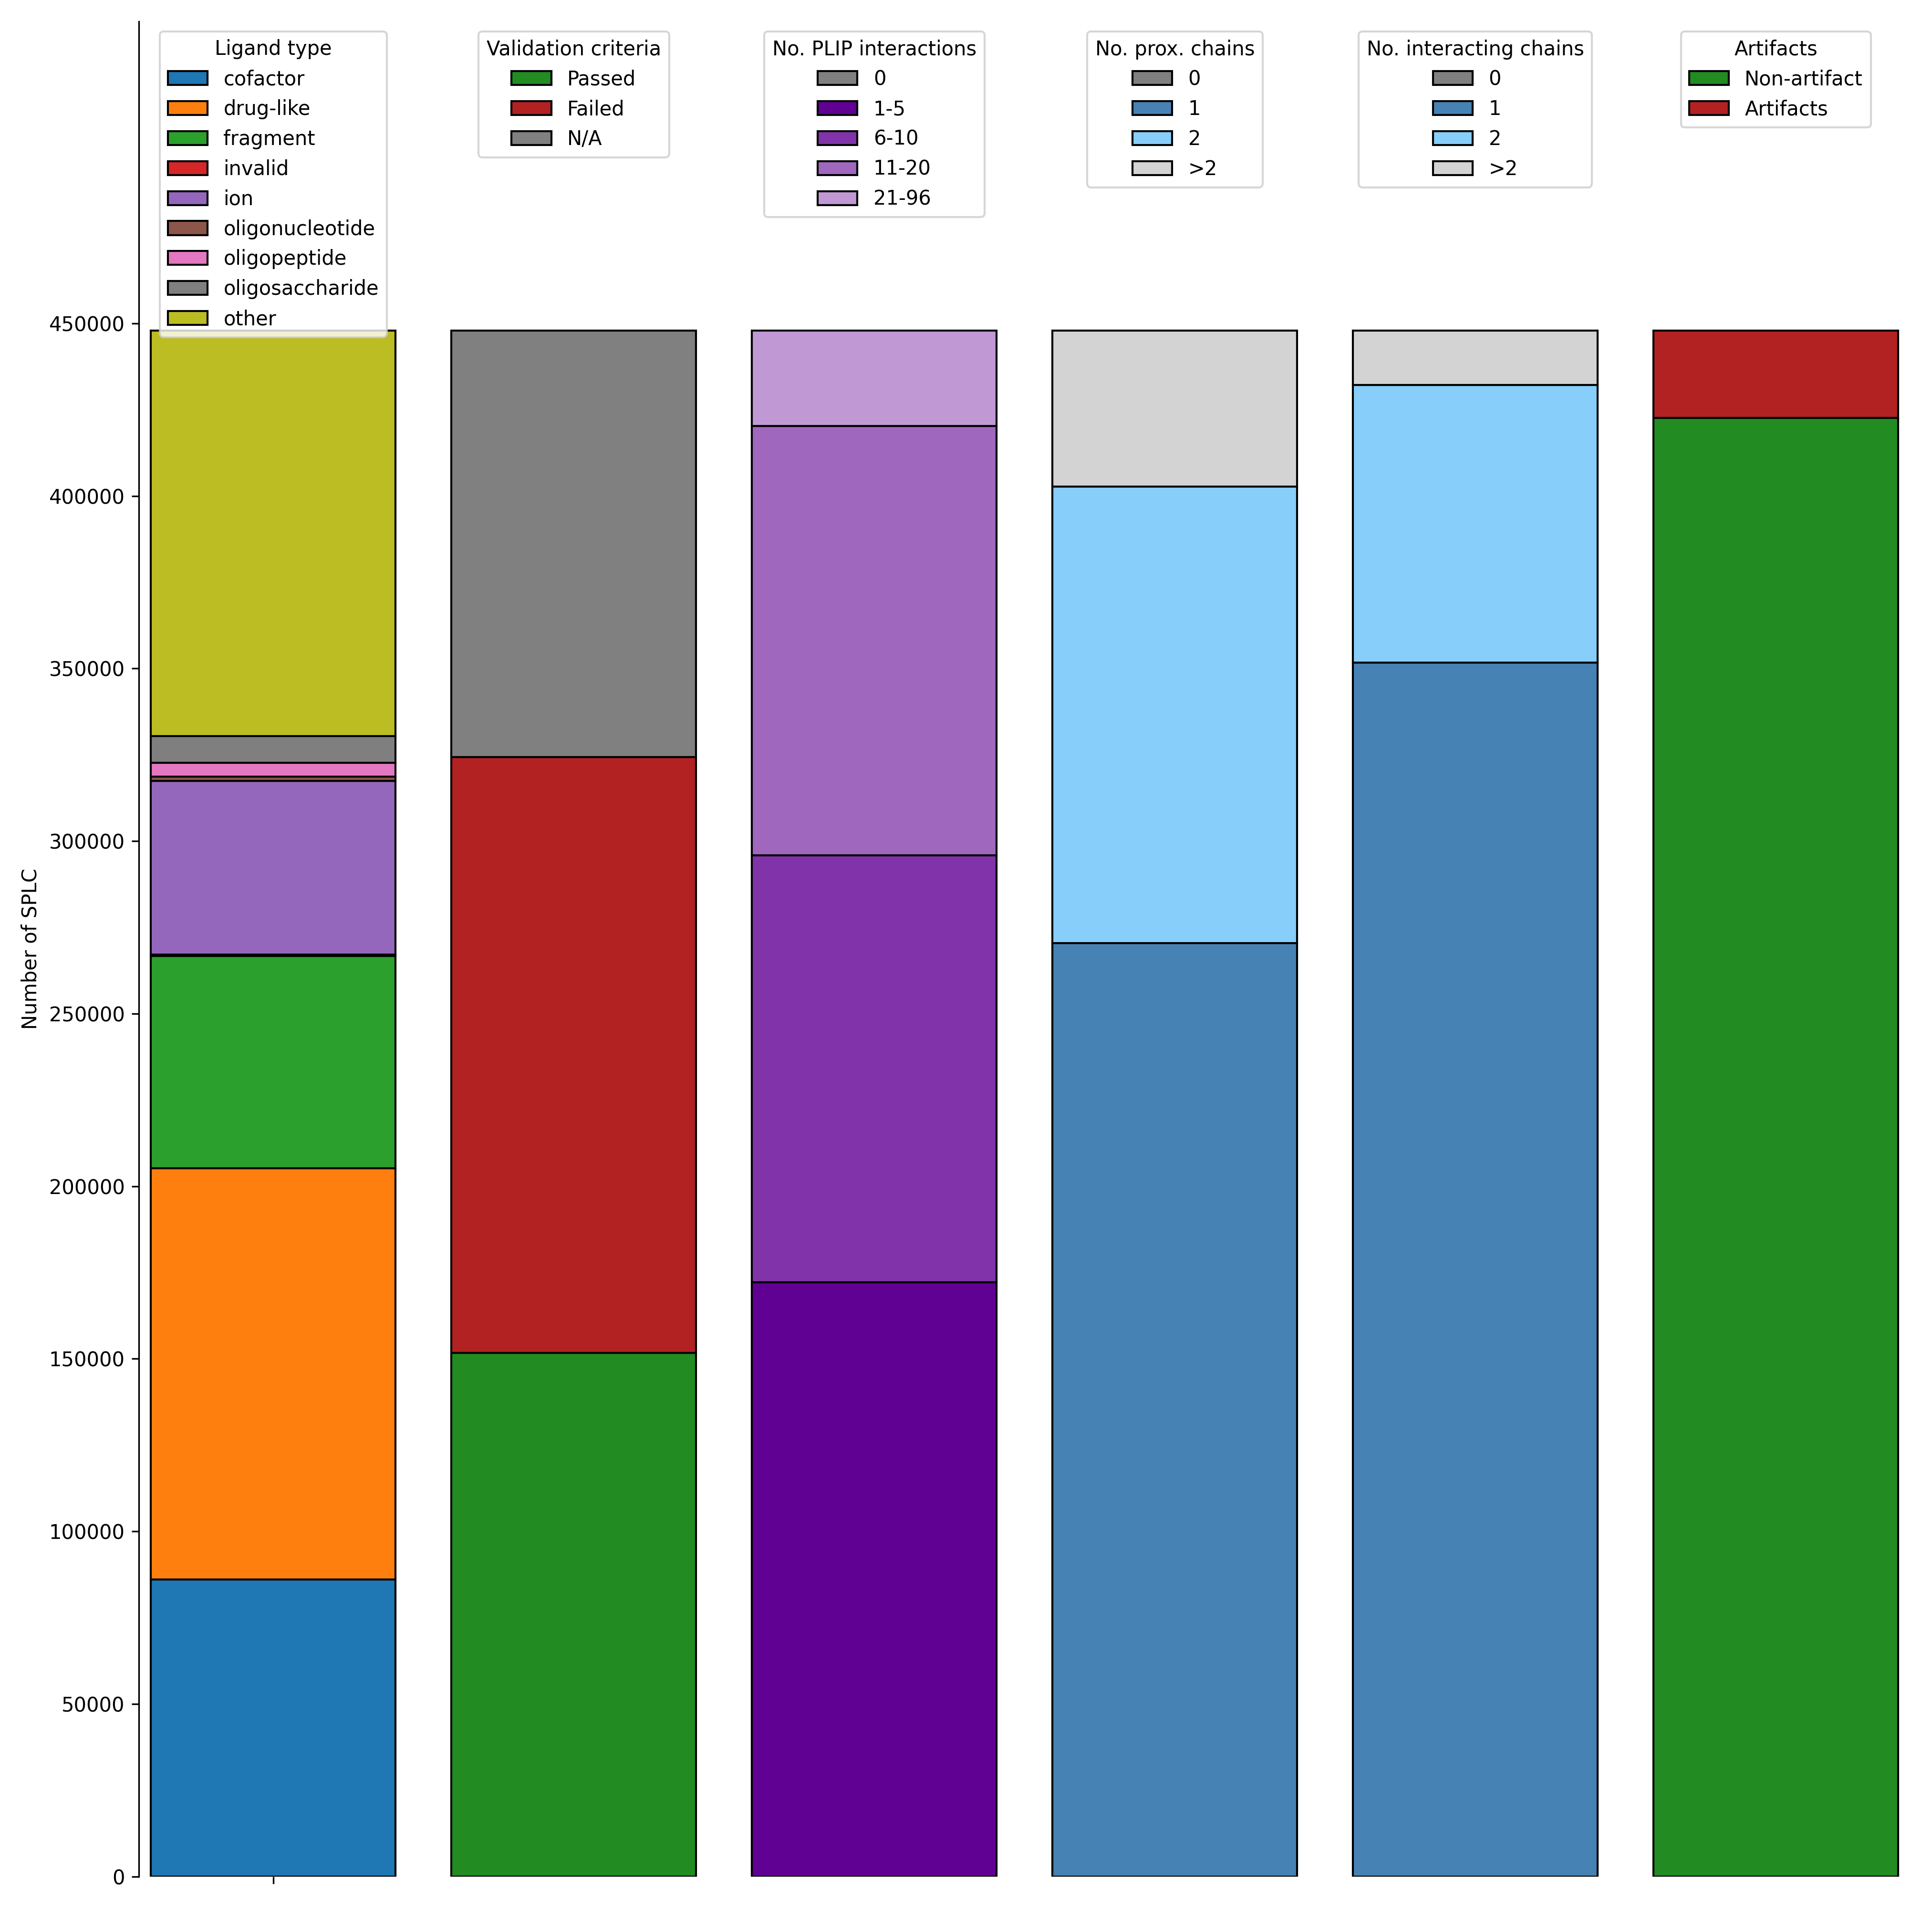 Ligand type
cofactor
drug-like
fragment
invalid
ion
oligonucleotide
oligopeptide
oligosaccharide
other
Validation criteria
Passed
Failed
N/A
No. PLIP interactions
0
1-5
6-10
11-20
21-96
No. prox. chains
0
1
2
>2
No. interacting chains
0
1
2
>2
Artifacts
Non-artifact
Artifacts
450000
400000
350000
300000
250000
200000
150000
100000
50000
0
Number of SPLC